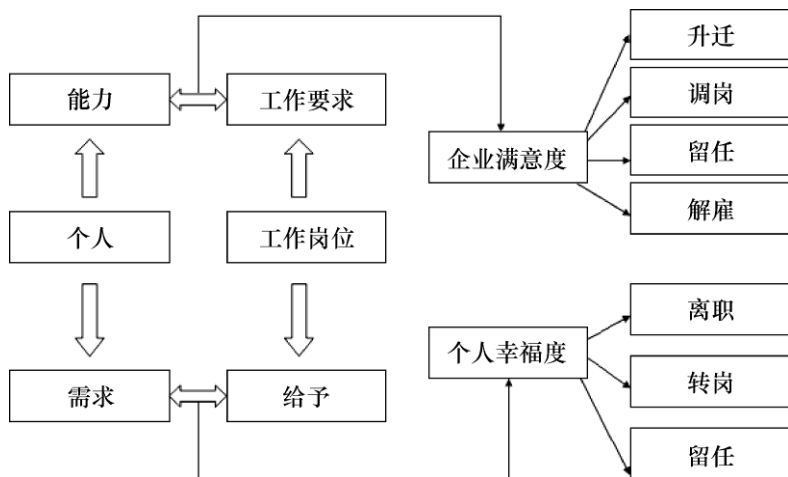 升迁
能力
工作要求
调岗
企业满意度
留任
解雇
个人
工作岗位
离职
个人幸福度
转岗
需求
给予
留任